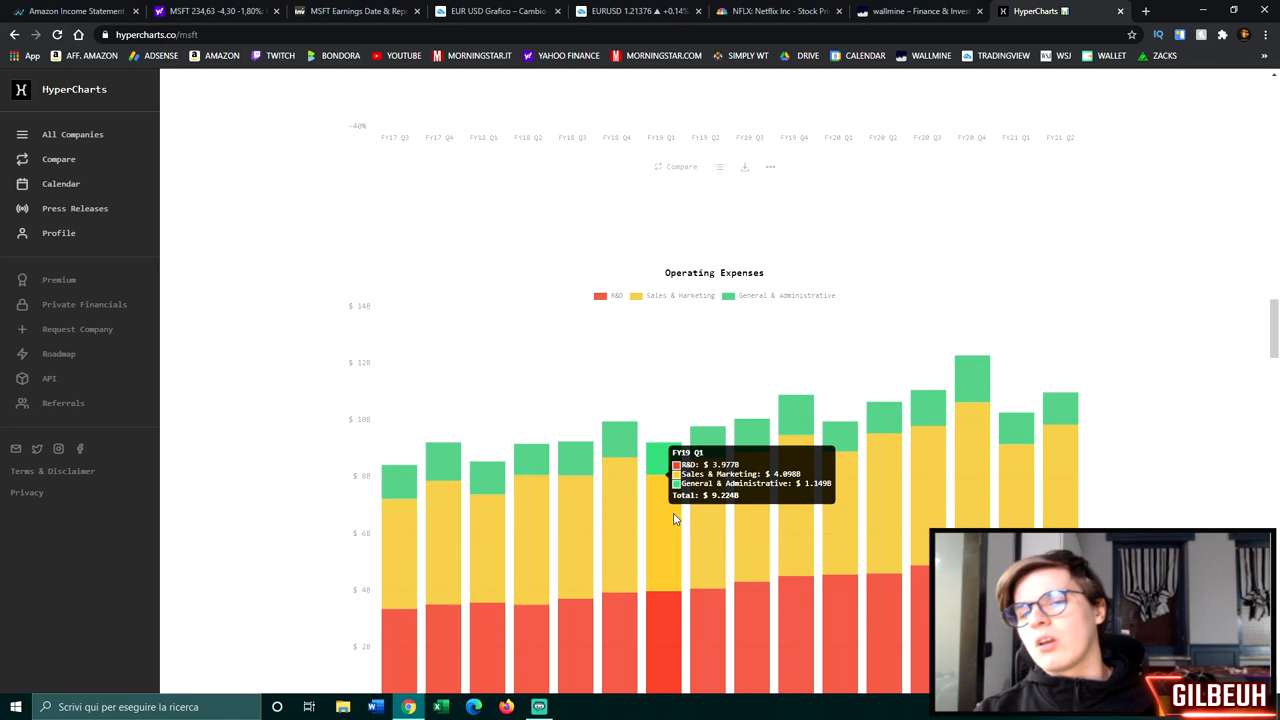 Amazon Income Statement
MSFT 234,63 -4,30 -1,80%
MSFT Earnings Date & Rep
EUR USD Grafico – Cambio
EURUSD 1.21376 ▲ +0.14%
NFLX: Netflix Inc - Stock Pri
wallmine – Finance & Invest
HyperCharts
hypercharts.co/msft
AFF. AMAZON
ADSENSE
AMAZON
TWITCH
BONDORA
YOUTUBE
MORNINGSTAR.IT
YAHOO FINANCE
MORNINGSTAR.COM
SIMPLY WT
DRIVE
CALENDAR
WALLMINE
TRADINGVIEW
WSJ
WALLET
ZACKS
HyperCharts
All Companies
Compare
Calendar
Press Releases
Profile
Premium
Private Financials
Request Company
Roadmap
API
Referrals
Terms & Disclaimer
Privacy
-40%
FY17 Q3 FY17 Q4 FY18 Q1 FY18 Q2 FY18 Q3 FY18 Q4 FY19 Q1 FY19 Q2 FY19 Q3 FY19 Q4 FY20 Q1 FY20 Q2 FY20 Q3 FY20 Q4 FY21 Q1 FY21 Q2
Compare
Operating Expenses
R&D Sales & Marketing General & Administrative
$ 14B
$ 12B
$ 10B
$ 8B
$ 6B
$ 4B
$ 2B
FY19 Q1
R&D: $ 3.977B
Sales & Marketing: $ 4.098B
General & Administrative: $ 1.149B
Total: $ 9.224B
GILBEUH
Scrivi qui per eseguire la ricerca